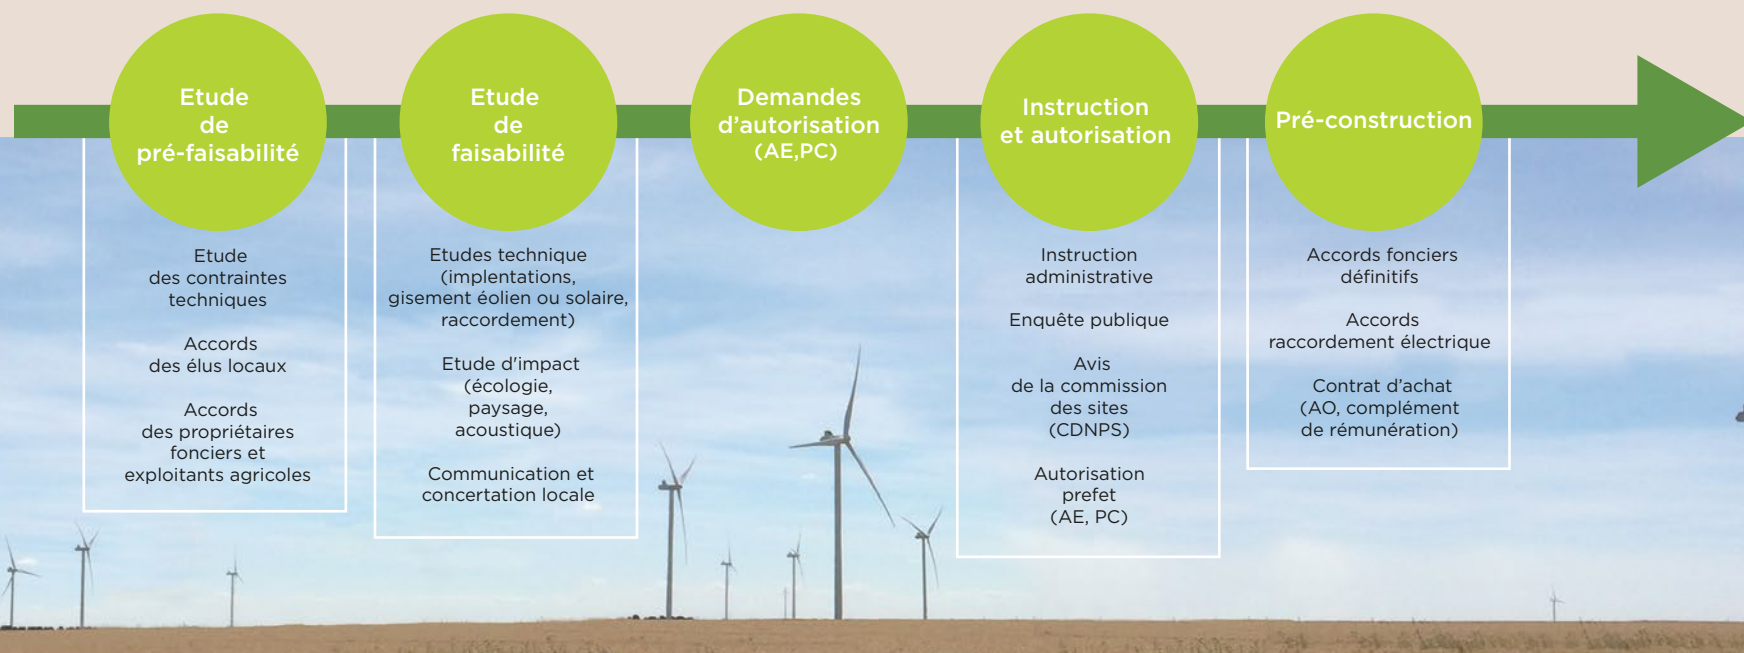 Etude
de
pré-faisabilité
Etude
des contraintes
techniques
Accords
des élus locaux
Accords
des propriétaires
fonciers et
exploitants agricoles
Etude
de
faisabilité
Etudes technique
(implentations,
gisement éolien ou solaire,
raccordement)
Etude d'impact
(écologie,
paysage,
acoustique)
Communication et
concertation locale
Demandes
d’autorisation
(AE,PC)
Instruction
et autorisation
Instruction
administrative
Enquête publique
Avis
de la commission
des sites
(CDNPS)
Autorisation
prefet
(AE, PC)
Pré-construction
Accords fonciers
définitifs
Accords
raccordement électrique
Contrat d’achat
(AO, complément
de rémunération)